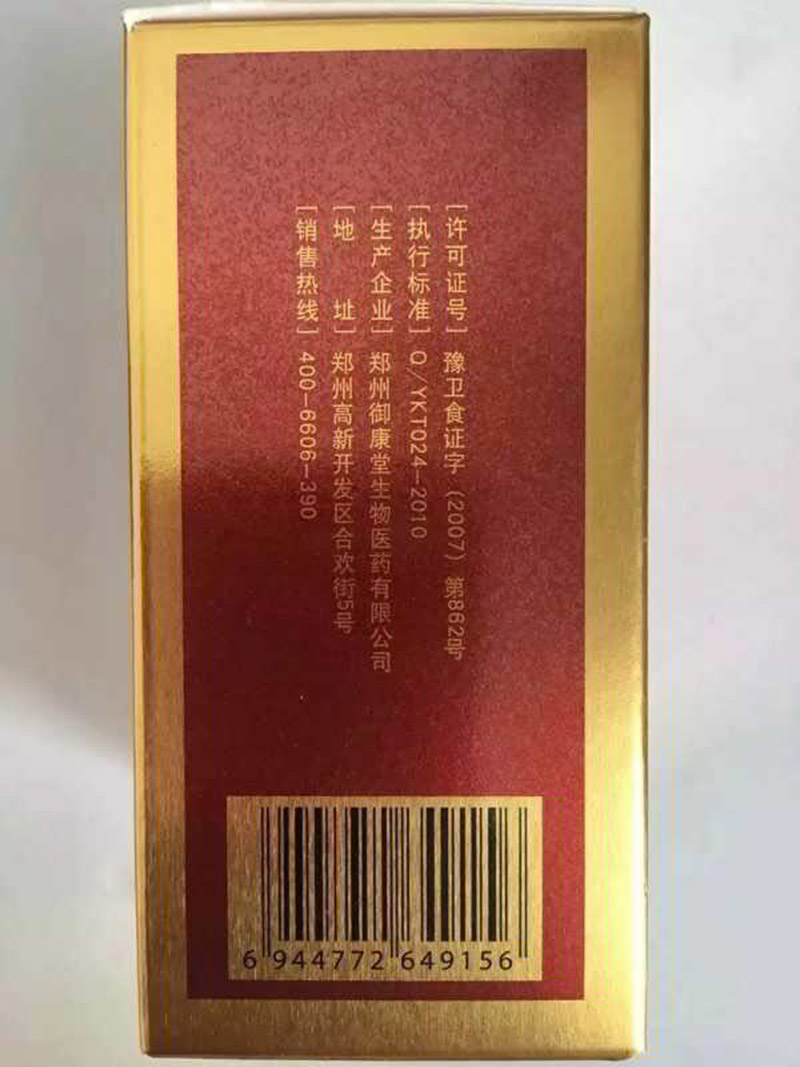 [许可证号] 豫卫食证字（2007）第862号
[执行标准] Q/YKT024-2010
[生产企业] 郑州御康堂生物医药有限公司
[地 址] 郑州高新开发区合欢街5号
[销售热线] 400-6606-390
6 944772 649156